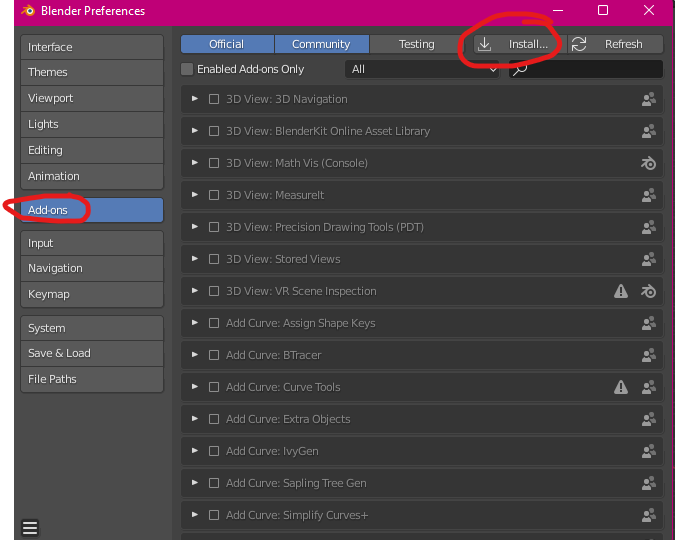 Blender Preferences
Interface
Themes
Viewport
Lights
Editing
Animation
Add-ons
Input
Navigation
Keymap
System
Save & Load
File Paths
Official Community Testing Install... Refresh
Enabled Add-ons Only All
3D View: 3D Navigation
3D View: BlenderKit Online Asset Library
3D View: Math Vis (Console)
3D View: MeasureIt
3D View: Precision Drawing Tools (PDT)
3D View: Stored Views
3D View: VR Scene Inspection
Add Curve: Assign Shape Keys
Add Curve: BTracer
Add Curve: Curve Tools
Add Curve: Extra Objects
Add Curve: IvyGen
Add Curve: Sapling Tree Gen
Add Curve: Simplify Curves+